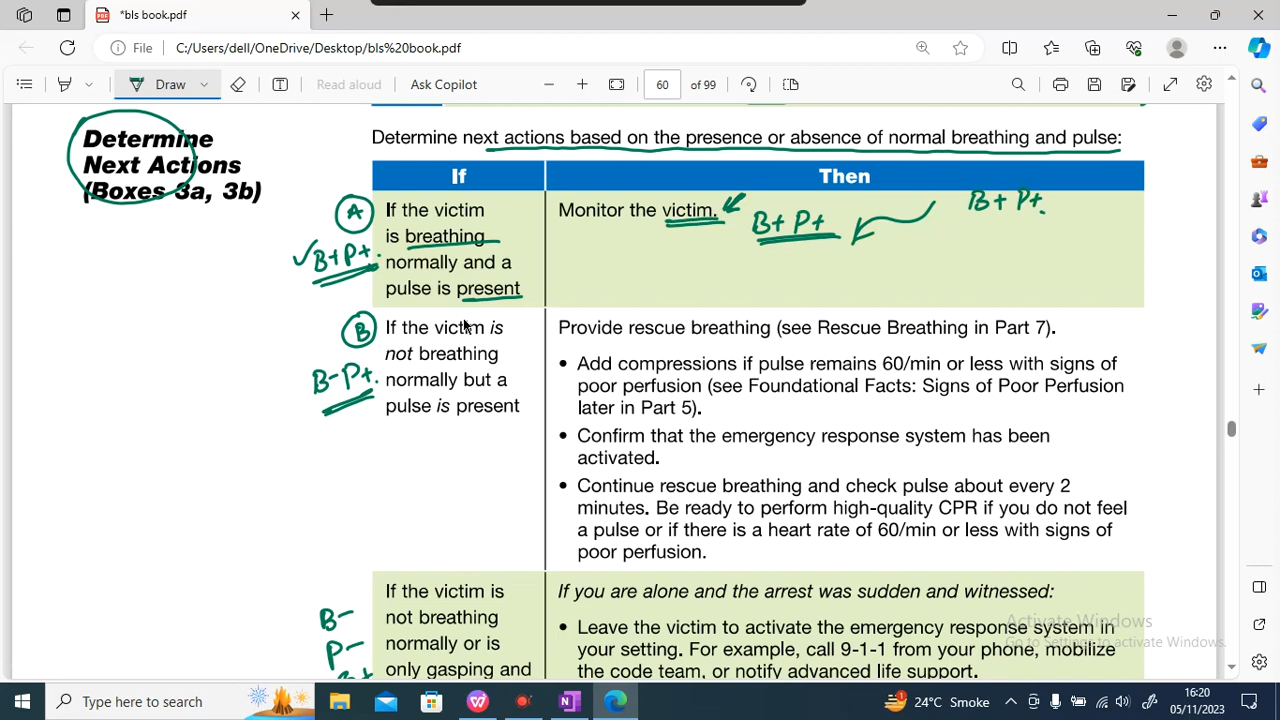 *bls book.pdf
File
C:/Users/dell/OneDrive/Desktop/bls%20book.pdf
Draw
Read aloud
Ask Copilot
60
of 99
Determine
Next Actions
(Boxes 3a, 3b)
Determine next actions based on the presence or absence of normal breathing and pulse:
If
Then
A
If the victim
is breathing
normally and a
pulse is present
B+ P+.
Monitor the victim.
B+ P+
B+ P+.
B
If the victim is
not breathing
normally but a
pulse is present
B- P+.
Provide rescue breathing (see Rescue Breathing in Part 7).
• Add compressions if pulse remains 60/min or less with signs of
poor perfusion (see Foundational Facts: Signs of Poor Perfusion
later in Part 5).
• Confirm that the emergency response system has been
activated.
• Continue rescue breathing and check pulse about every 2
minutes. Be ready to perform high-quality CPR if you do not feel
a pulse or if there is a heart rate of 60/min or less with signs of
poor perfusion.
B-
P-
If the victim is
not breathing
normally or is
only gasping and
If you are alone and the arrest was sudden and witnessed:
• Leave the victim to activate the emergency response system in
your setting. For example, call 9-1-1 from your phone, mobilize
the code team, or notify advanced life support.
Activate Windows
Go to Settings to activate Windows.
Type here to search
24°C Smoke
16:20
05/11/2023